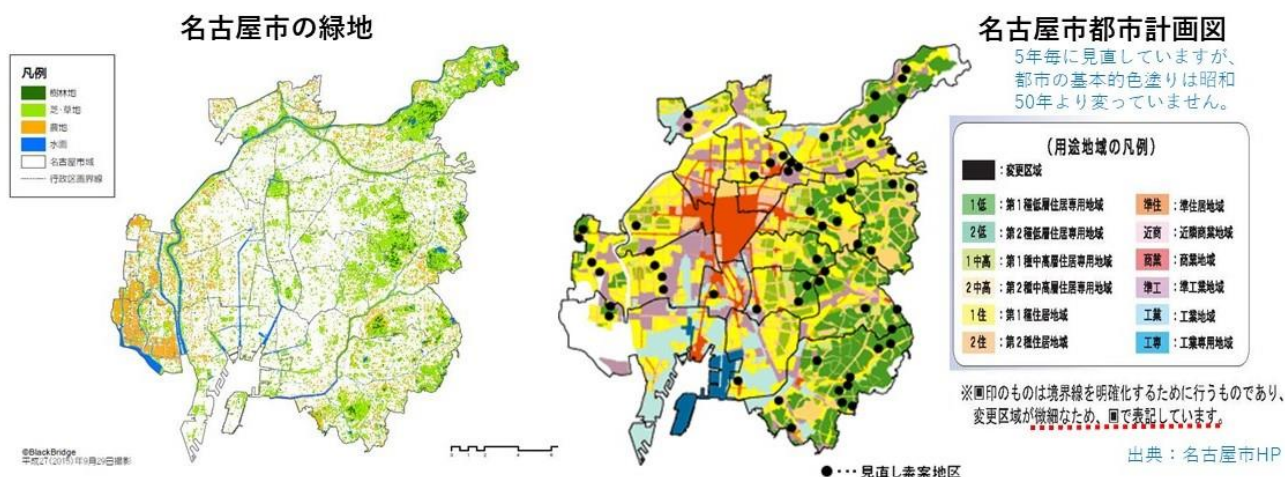 名古屋市の緑地
凡例
樹林地
芝・草地
農地
水面
名古屋市域
行政区画界線
©BlackBridge
平成27(2015)年9月29日撮影
名古屋市都市計画図
5年毎に見直していますが、
都市の基本的色塗りは昭和
50年より変っていません。
(用途地域の凡例)
:変更区域
1低 :第1種低層住居専用地域
2低 :第2種低層住居専用地域
1中高 :第1種中高層住居専用地域
2中高 :第2種中高層住居専用地域
1住 :第1種住居地域
2住 :第2種住居地域
準住 :準住居地域
近商 :近隣商業地域
商業 :商業地域
準工 :準工業地域
工業 :工業地域
工専 :工業専用地域
※▣印のものは境界線を明確化するために行うものであり、
変更区域が微細なため、▣で表記しています。
出典:名古屋市HP
●・・・見直し素案地区